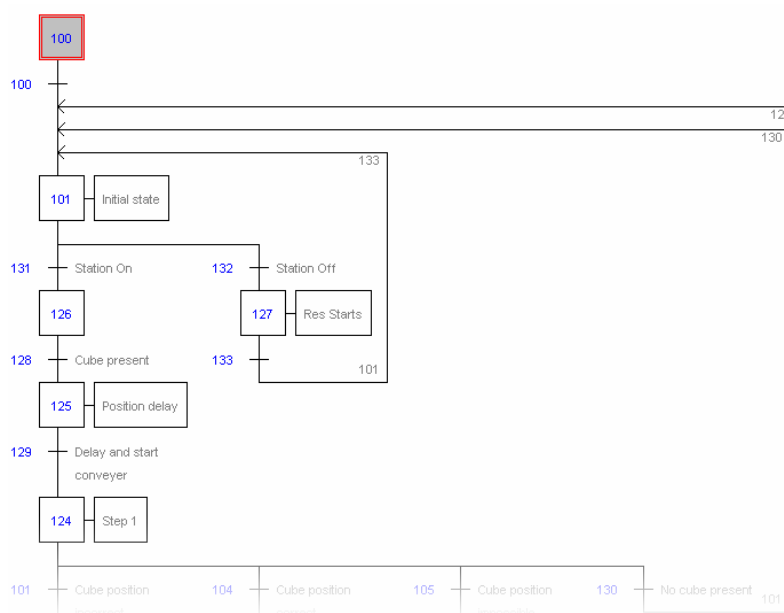 100
100
12
130
133
101 Initial state
131 Station On 132 Station Off
126 127 Res Starts
128 Cube present 133 101
125 Position delay
129 Delay and start
conveyer
124 Step 1
101 Cube position 104 Cube position 105 Cube position 130 No cube present
101